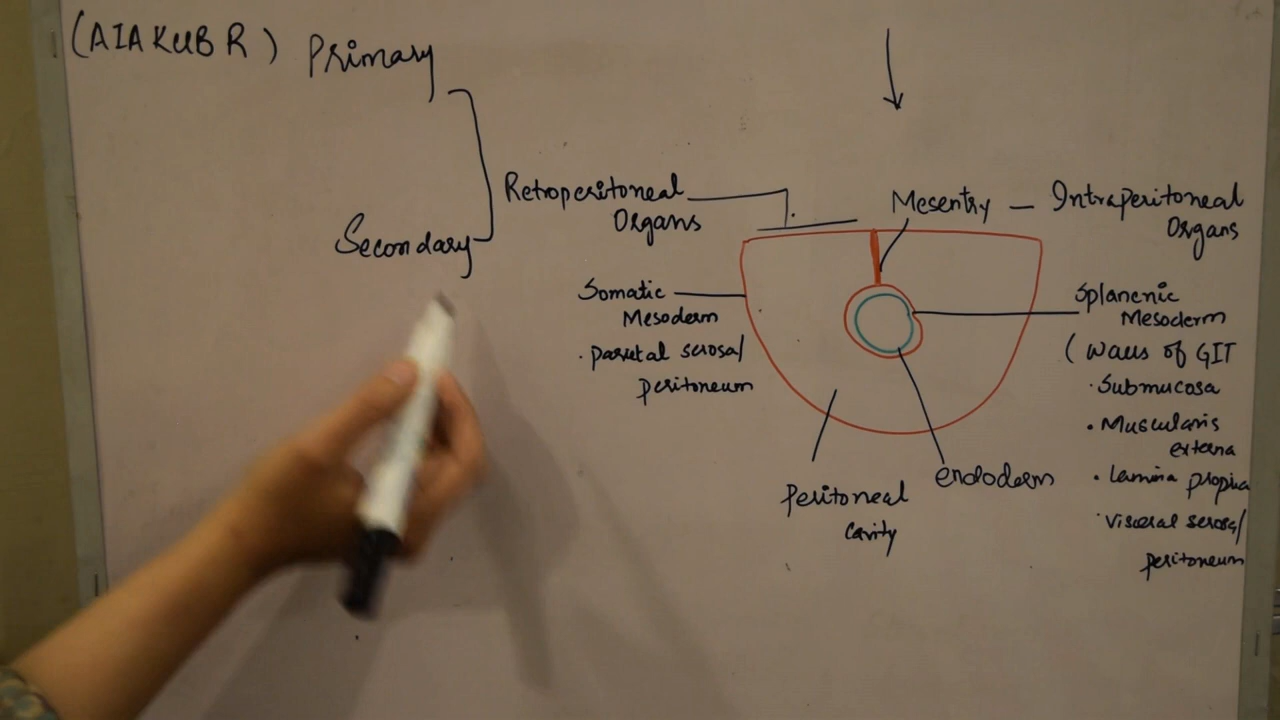 (AIAKUBR) Primary
Secondary
Retroperitoneal
Organs
Mesentry — Intraperitoneal
Organs
Somatic
Mesoderm
· parietal serosa/
peritoneum
Splancnic
Mesoderm
( Walls of GIT
· Submucosa
· Muscularis
externa
· Lamina propria
· Visceral serosa/
peritoneum
endoderm
Peritoneal
cavity